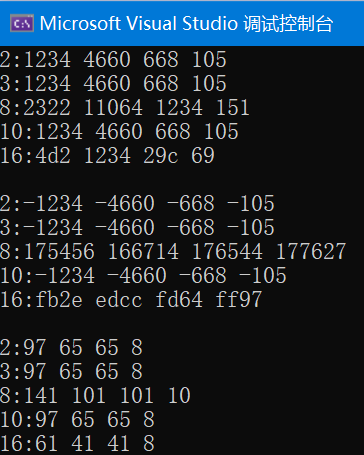 Microsoft Visual Studio 调试控制台
2:1234 4660 668 105
3:1234 4660 668 105
8:2322 11064 1234 151
10:1234 4660 668 105
16:4d2 1234 29c 69
2:-1234 -4660 -668 -105
3:-1234 -4660 -668 -105
8:175456 166714 176544 177627
10:-1234 -4660 -668 -105
16:fb2e edcc fd64 ff97
2:97 65 65 8
3:97 65 65 8
8:141 101 101 10
10:97 65 65 8
16:61 41 41 8